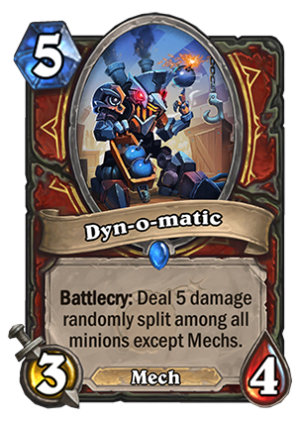 5
Dyn-o-matic
Battlecry: Deal 5 damage
randomly split among all
minions except Mechs.
3
Mech
4